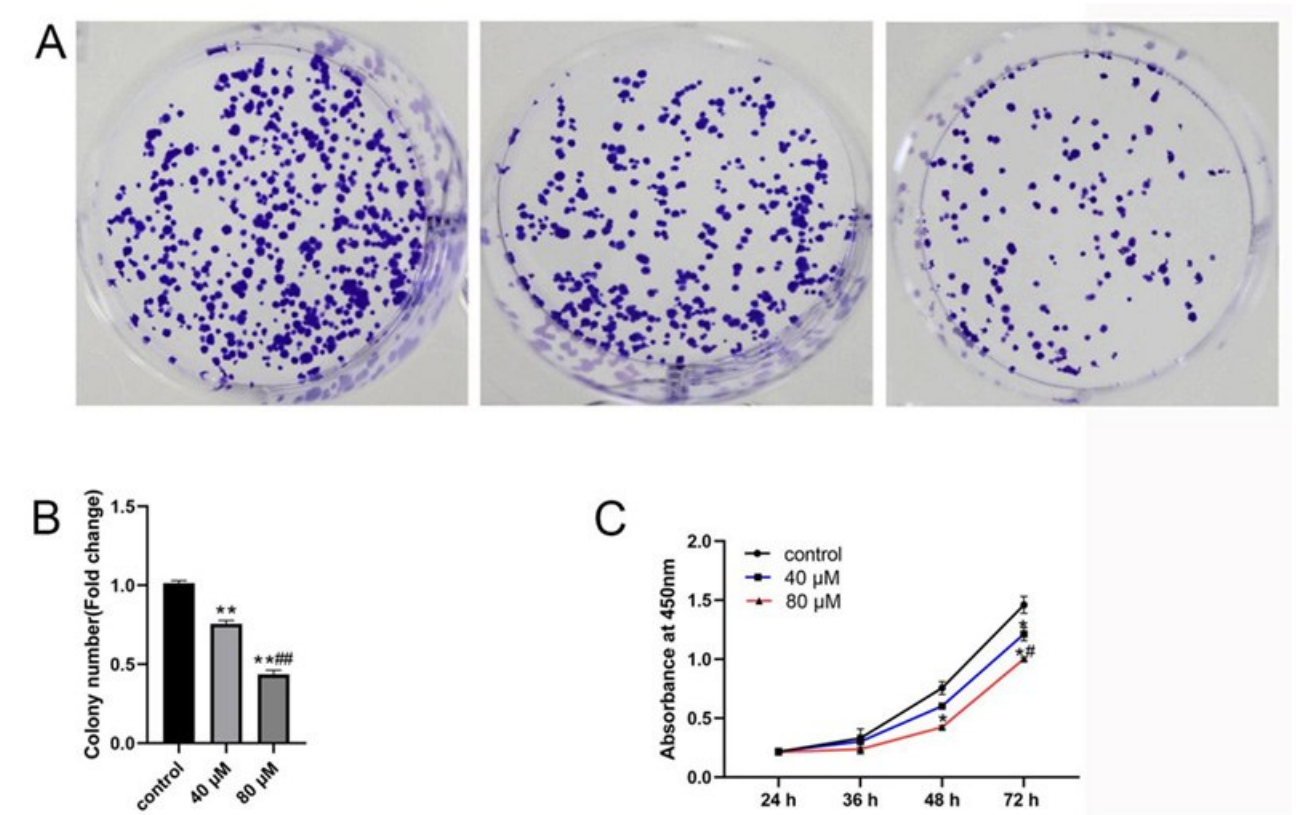 A
B
Colony number(Fold change)
1.5
1.0
0.5
0.0
**
**##
control
40 μM
80 μM
C
Absorbance at 450nm
2.0
1.5
1.0
0.5
0.0
control
40 μM
80 μM
*
*
*#
24 h
36 h
48 h
72 h